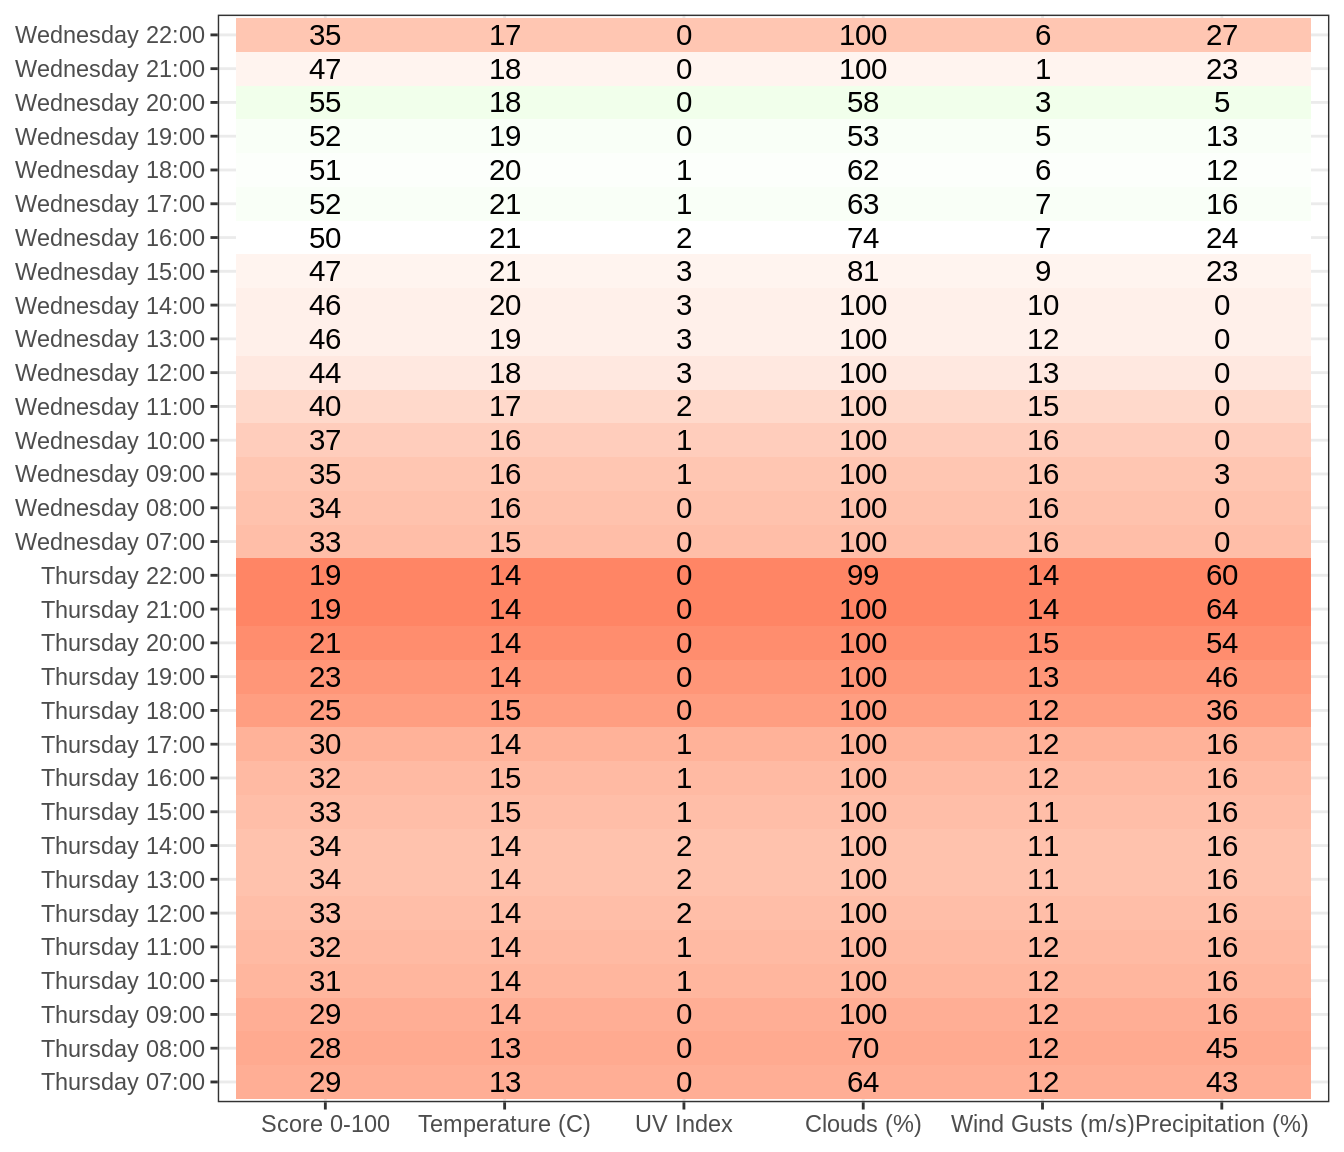 Wednesday 22:00 35 17 0 100 6 27
Wednesday 21:00 47 18 0 100 1 23
Wednesday 20:00 55 18 0 58 3 5
Wednesday 19:00 52 19 0 53 5 13
Wednesday 18:00 51 20 1 62 6 12
Wednesday 17:00 52 21 1 63 7 16
Wednesday 16:00 50 21 2 74 7 24
Wednesday 15:00 47 21 3 81 9 23
Wednesday 14:00 46 20 3 100 10 0
Wednesday 13:00 46 19 3 100 12 0
Wednesday 12:00 44 18 3 100 13 0
Wednesday 11:00 40 17 2 100 15 0
Wednesday 10:00 37 16 1 100 16 0
Wednesday 09:00 35 16 1 100 16 3
Wednesday 08:00 34 16 0 100 16 0
Wednesday 07:00 33 15 0 100 16 0
Thursday 22:00 19 14 0 99 14 60
Thursday 21:00 19 14 0 100 14 64
Thursday 20:00 21 14 0 100 15 54
Thursday 19:00 23 14 0 100 13 46
Thursday 18:00 25 15 0 100 12 36
Thursday 17:00 30 14 1 100 12 16
Thursday 16:00 32 15 1 100 12 16
Thursday 15:00 33 15 1 100 11 16
Thursday 14:00 34 14 2 100 11 16
Thursday 13:00 34 14 2 100 11 16
Thursday 12:00 33 14 2 100 11 16
Thursday 11:00 32 14 1 100 12 16
Thursday 10:00 31 14 1 100 12 16
Thursday 09:00 29 14 0 100 12 16
Thursday 08:00 28 13 0 70 12 45
Thursday 07:00 29 13 0 64 12 43
Score 0-100 Temperature (C) UV Index Clouds (%) Wind Gusts (m/s) Precipitation (%)